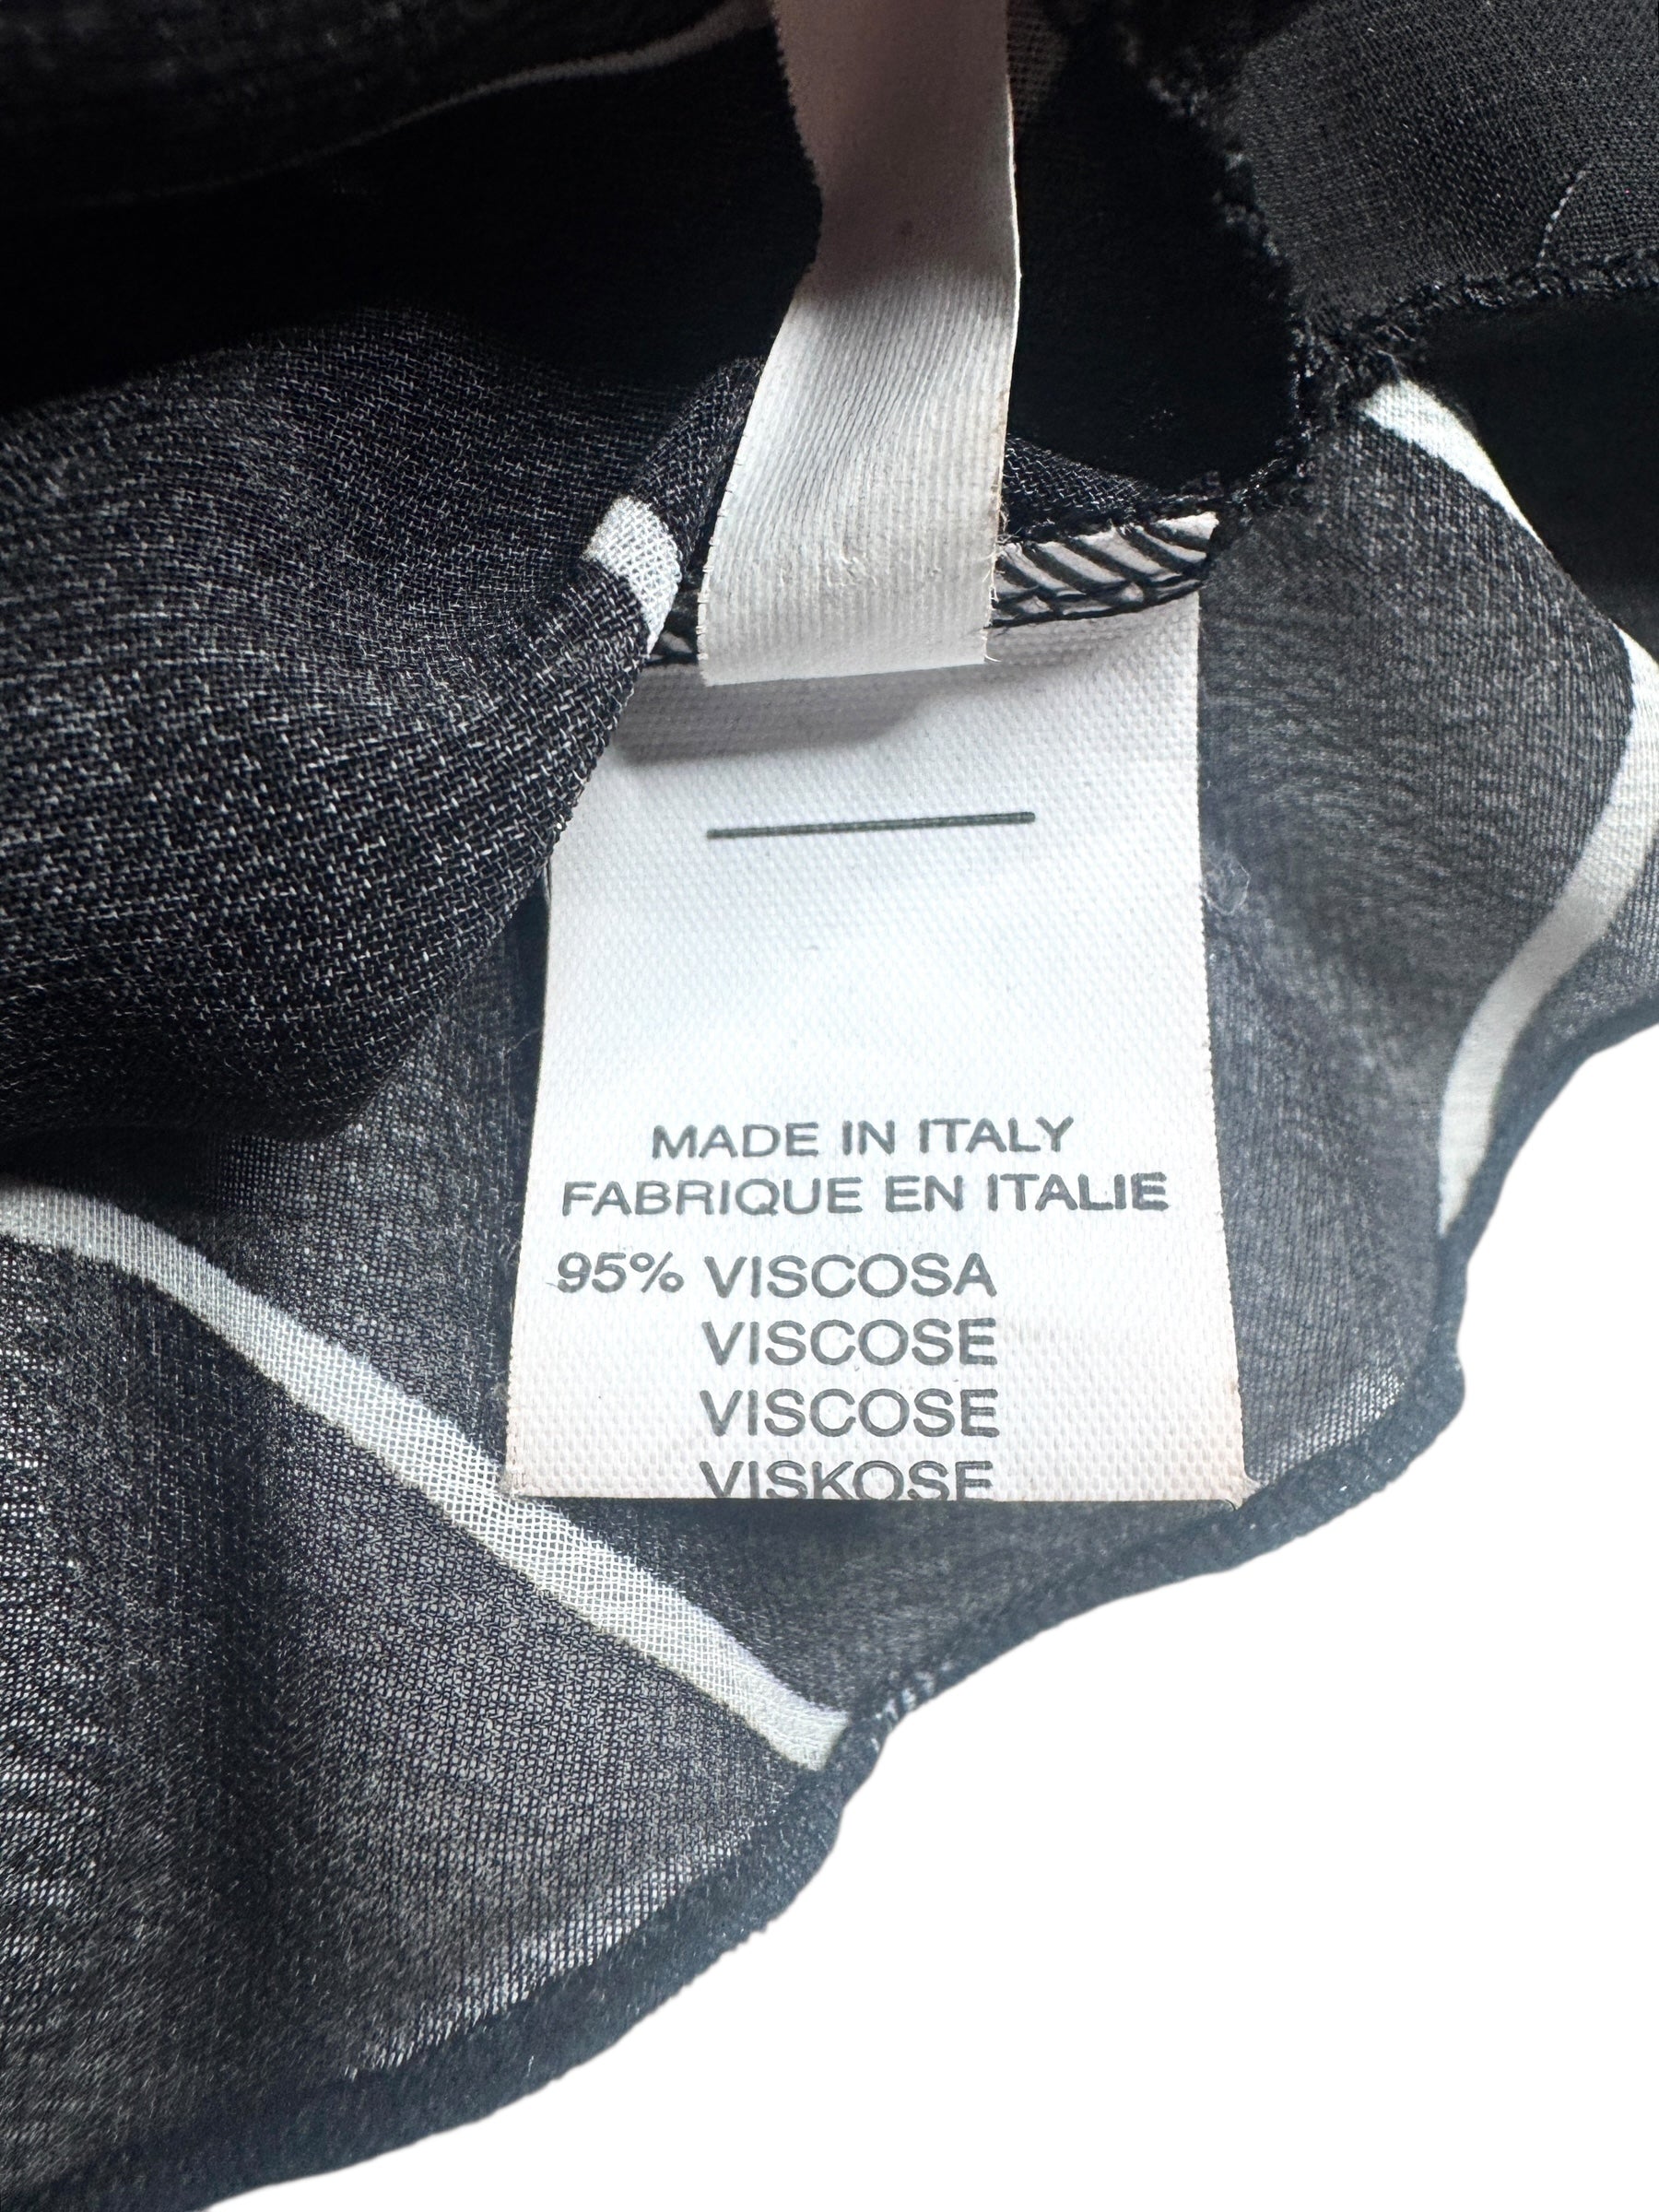 MADE IN ITALY
FABRIQUE EN ITALIE
95% VISCOSA
VISCOSE
VISCOSE
VISKOSE